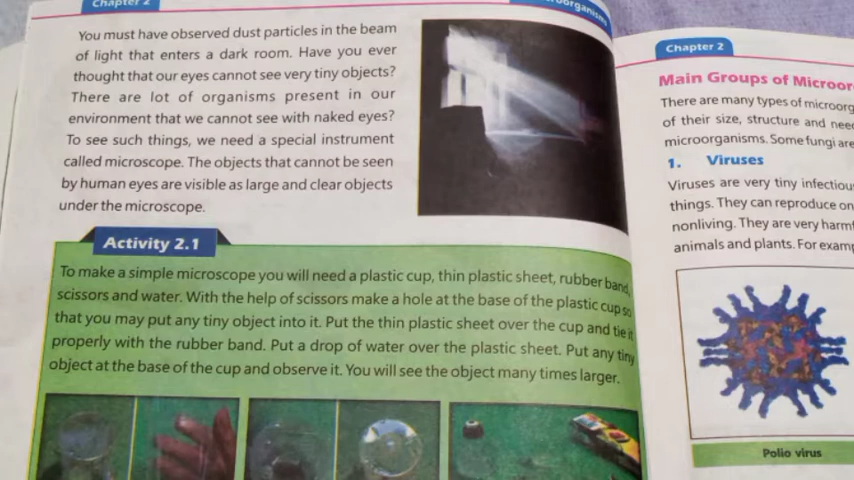 Chapter 2
You must have observed dust particles in the beam
of light that enters a dark room. Have you ever
thought that our eyes cannot see very tiny objects?
There are lot of organisms present in our
environment that we cannot see with naked eyes?
To see such things, we need a special instrument
called microscope. The objects that cannot be seen
by human eyes are visible as large and clear objects
under the microscope.
Activity 2.1
To make a simple microscope you will need a plastic cup, thin plastic sheet, rubber band,
scissors and water. With the help of scissors make a hole at the base of the plastic cup so
that you may put any tiny object into it. Put the thin plastic sheet over the cup and tie it
properly with the rubber band. Put a drop of water over the plastic sheet. Put any tiny
object at the base of the cup and observe it. You will see the object many times larger.
Chapter 2
Main Groups of
There are many types of
of their size, structure and
microorganisms. Some fungi are
1. Viruses
Viruses are very tiny
things. They can reproduce
nonliving. They are very
animals and plants. For
Polio virus